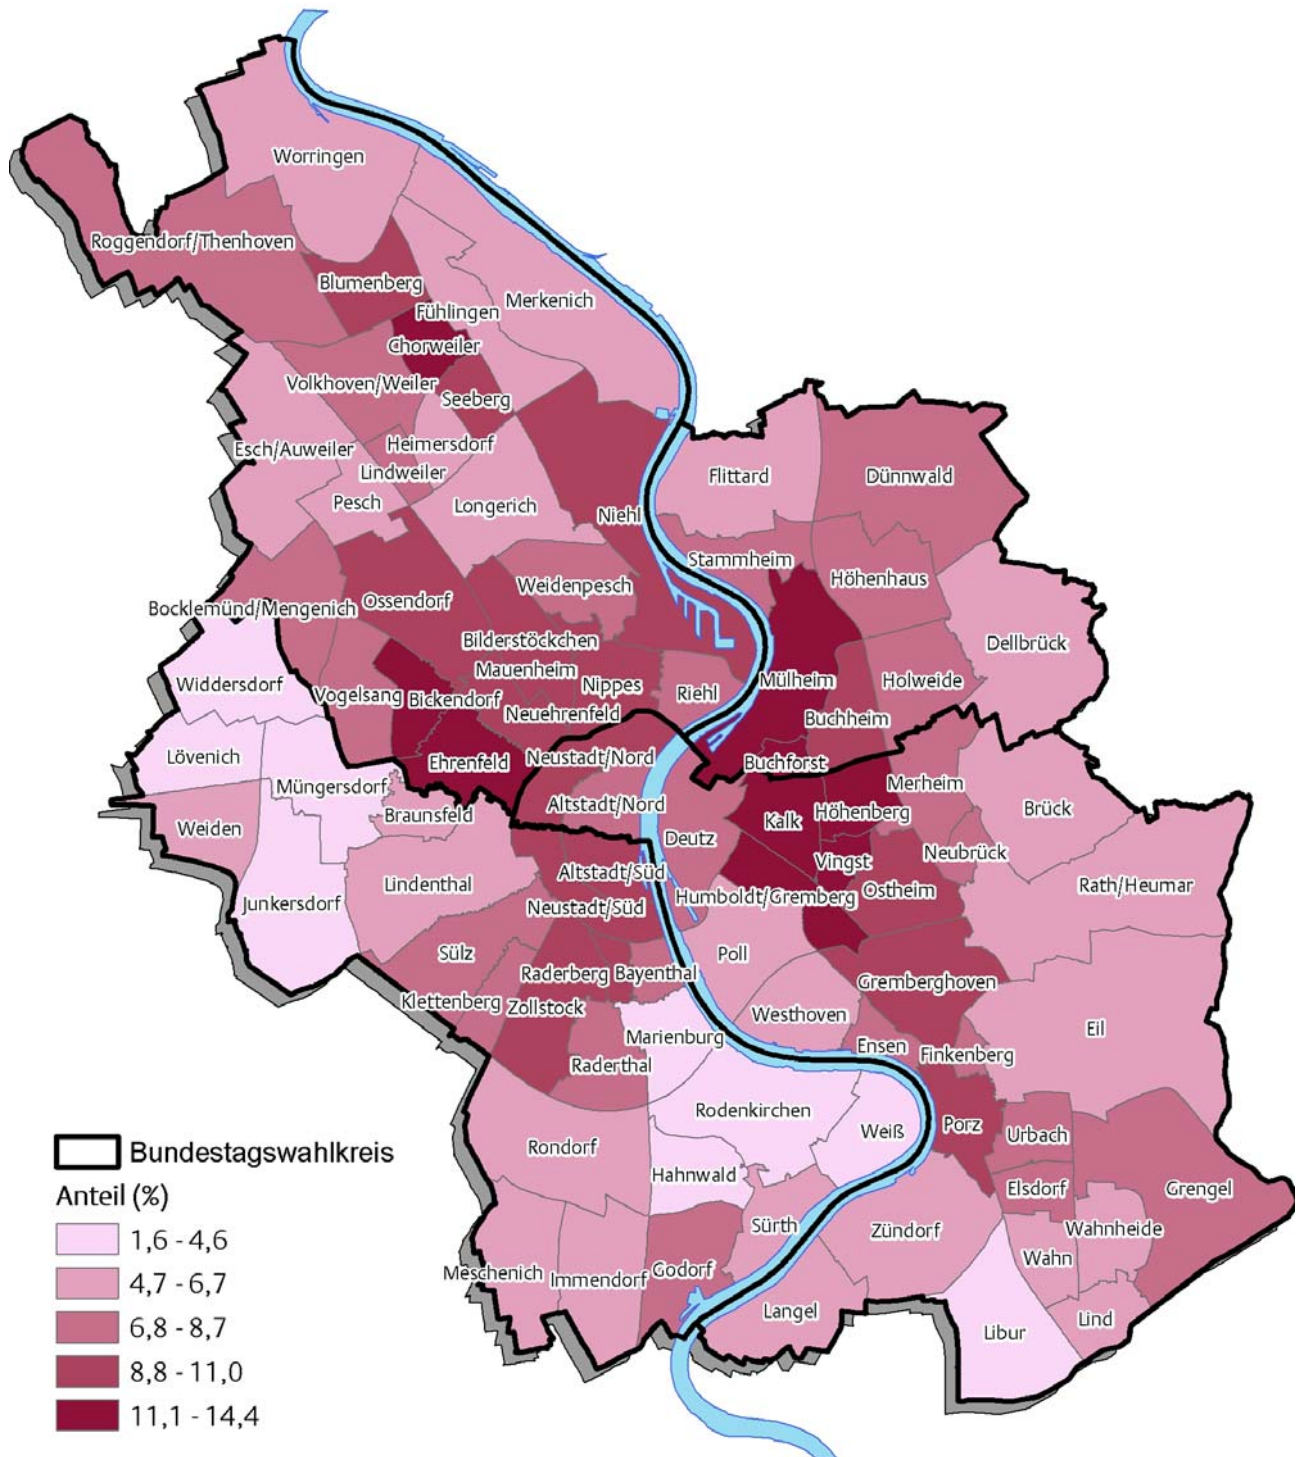 Worringen
Roggendorf/Thenhoven
Blumenberg
Merkenich
Fühlingen
Chorweiler
Volkhoven/Weiler
Seeberg
Esch/Auweiler
Heimersdorf
Lindweiler
Pesch
Longerich
Flittard
Dünnwald
Niehl
Stammheim
Höhenhaus
Weidenpesch
Ossendorf
Bocklemünd/Mengenich
Bilderstöckchen
Dellbrück
Mauenheim
Widdersdorf
Vogelsang
Bickendorf
Nippes
Riehl
Mülheim
Holweide
Neuehrenfeld
Buchheim
Lövenich
Ehrenfeld
Neustadt/Nord
Buchforst
Müngersdorf
Merheim
Altstadt/Nord
Brück
Weiden
Braunsfeld
Deutz
Kalk
Höhenberg
Neubrück
Vingst
Altstadt/Süd
Lindenthal
Rath/Heumar
Ostheim
Humboldt/Gremberg
Junkersdorf
Neustadt/Süd
Sülz
Poll
Raderberg
Bayenthal
Gremberghoven
Klettenberg
Zollstock
Westhoven
Eil
Marienburg
Ensen
Finkenberg
Raderthal
Rodenkirchen
Weiß
Porz
Urbach
Rondorf
Hahnwald
Elsdorf
Grengel
Sürth
Zündorf
Wahnheide
Wahn
Meschenich
Immendorf
Godorf
Langel
Lind
Libur
Bundestagswahlkreis
Anteil (%)
1,6 - 4,6
4,7 - 6,7
6,8 - 8,7
8,8 - 11,0
11,1 - 14,4